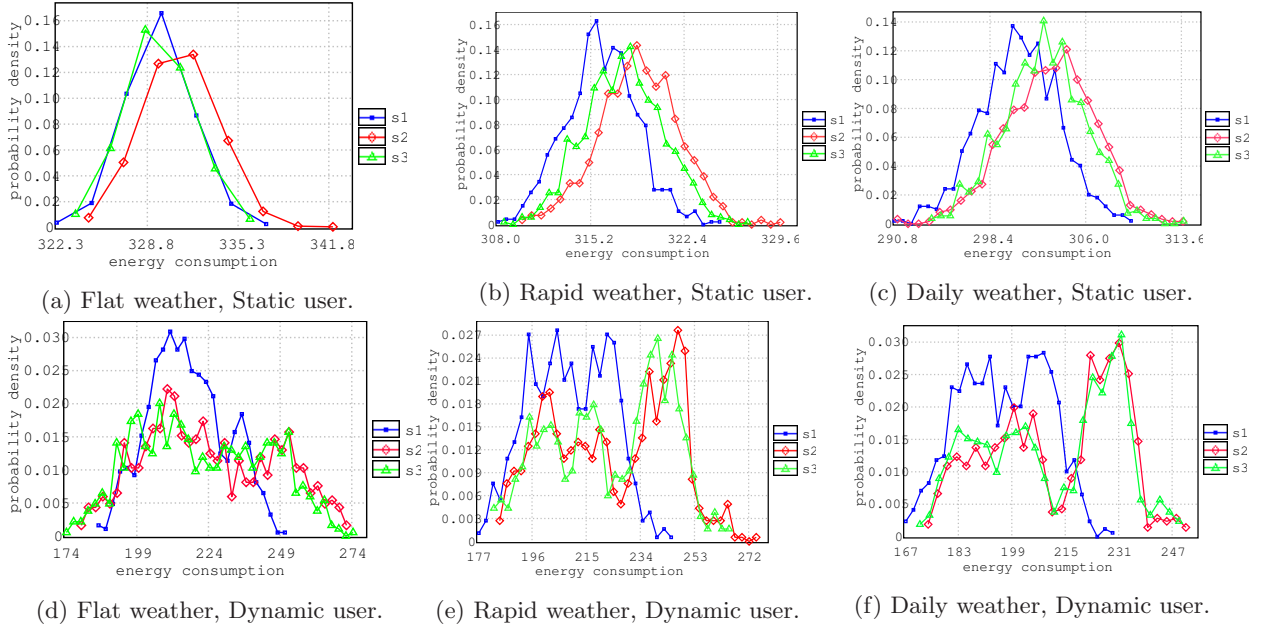 probability density
0.16
0.14
0.12
0.10
0.08
0.06
0.04
0.02
0
322.3 328.8 335.3 341.8
energy consumption
s1
s2
s3
(a) Flat weather, Static user.
probability density
0.16
0.14
0.12
0.10
0.08
0.06
0.04
0.02
0
308.0 315.2 322.4 329.6
energy consumption
s1
s2
s3
(b) Rapid weather, Static user.
probability density
0.14
0.12
0.10
0.08
0.06
0.04
0.02
0
290.8 298.4 306.0 313.6
energy consumption
s1
s2
s3
(c) Daily weather, Static user.
probability density
0.030
0.025
0.020
0.015
0.010
0.005
0
174 199 224 249 274
energy consumption
s1
s2
s3
(d) Flat weather, Dynamic user.
probability density
0.027
0.024
0.021
0.018
0.015
0.012
0.009
0.006
0.003
0
177 196 215 234 253 272
energy consumption
s1
s2
s3
(e) Rapid weather, Dynamic user.
probability density
0.030
0.025
0.020
0.015
0.010
0.005
0
167 183 199 215 231 247
energy consumption
s1
s2
s3
(f) Daily weather, Dynamic user.